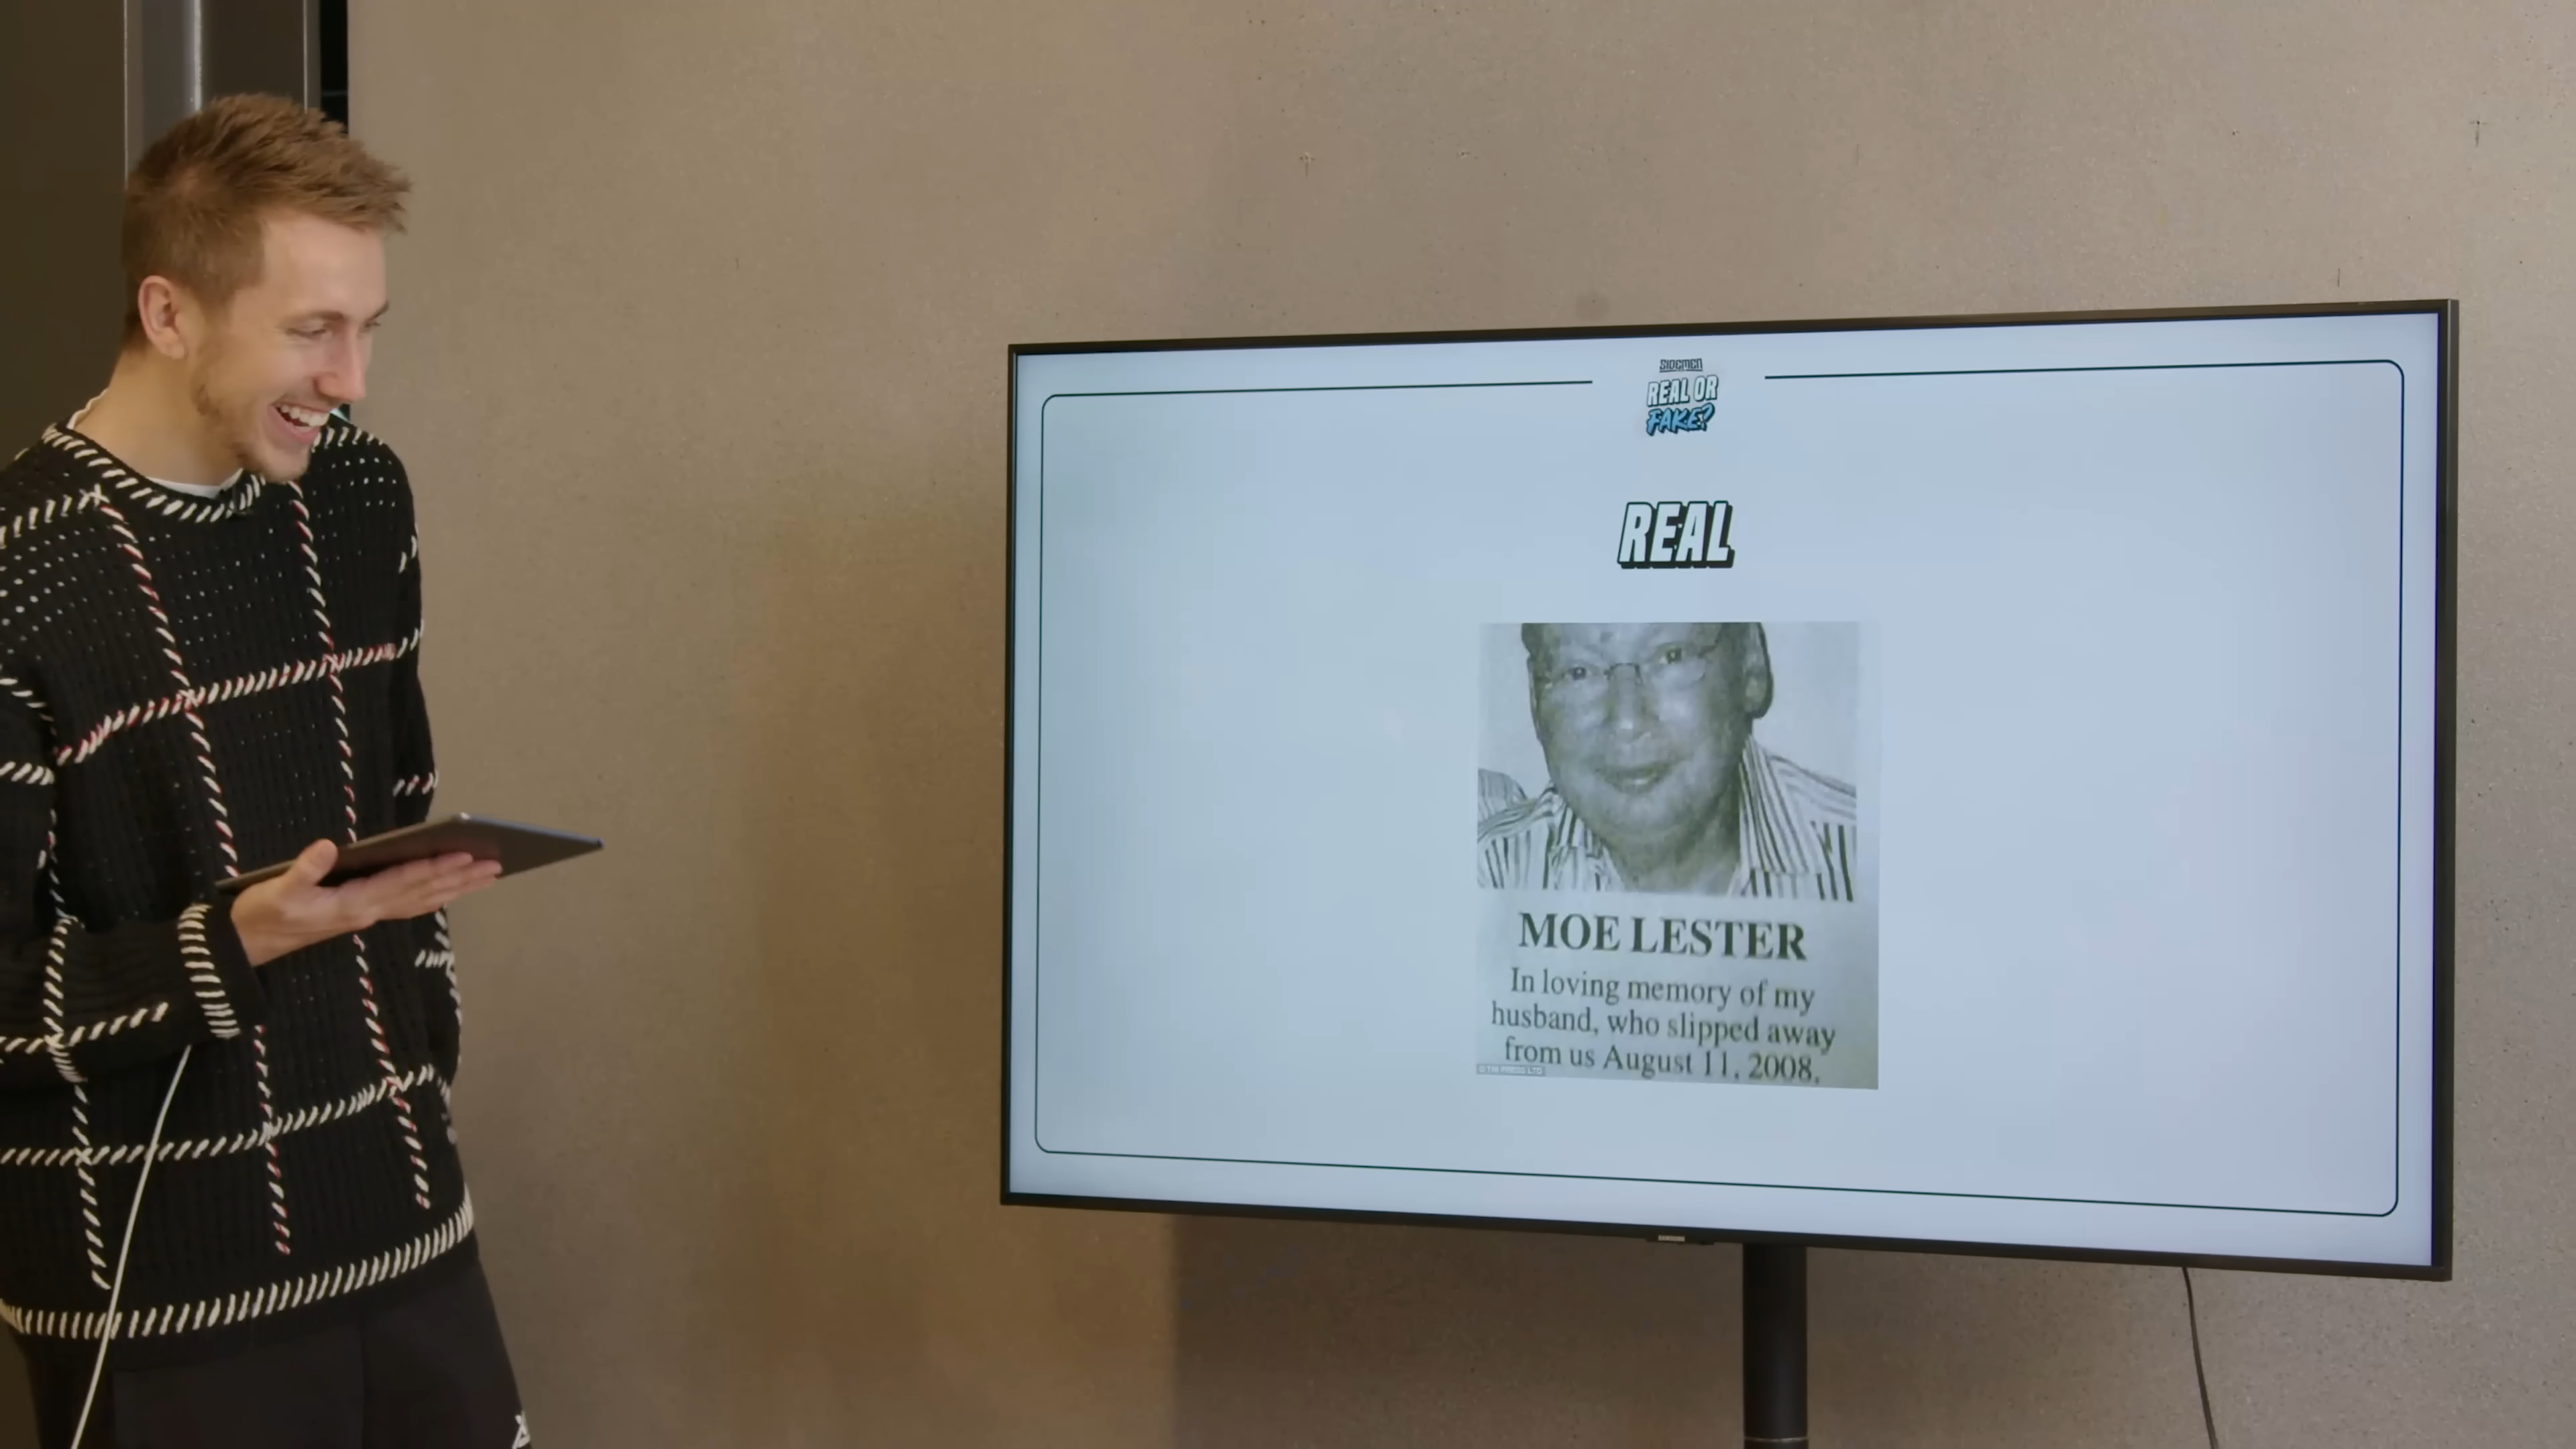 SIDEMEN
REAL OR
FAKE?
REAL
MOE LESTER
In loving memory of my
husband, who slipped away
from us August 11, 2008.